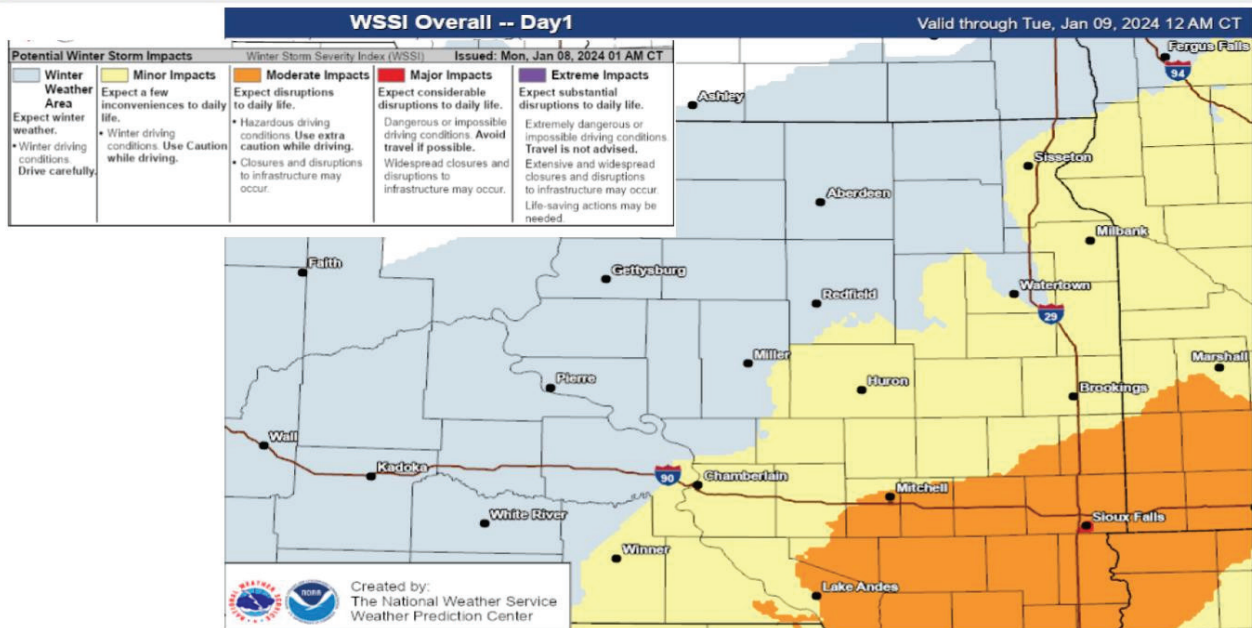 WSSI Overall -- Day1
Valid through Tue, Jan 09, 2024 12 AM CT
Potential Winter Storm Impacts
Winter Storm Severity Index (WSSI)
Issued: Mon, Jan 08, 2024 01 AM CT
Winter
Weather
Area
Expect winter
weather.
• Winter driving
conditions.
Drive carefully.
Minor Impacts
Expect a few
inconveniences to daily
life.
• Winter driving
conditions. Use Caution
while driving.
Moderate Impacts
Expect disruptions
to daily life.
• Hazardous driving
conditions. Use extra
caution while driving.
• Closures and disruptions
to infrastructure may
occur.
Major Impacts
Expect considerable
disruptions to daily life.
Dangerous or impossible
driving conditions. Avoid
travel if possible.
Widespread closures and
disruptions to
infrastructure may occur.
Extreme Impacts
Expect substantial
disruptions to daily life.
Extremely dangerous or
impossible driving conditions.
Travel is not advised.
Extensive and widespread
closures and disruptions
to infrastructure may occur.
Life-saving actions may be
needed.
Fergus Falls
94
Ashley
Sisseton
Aberdeen
Milbank
Faith
Gettysburg
Watertown
Redfield
29
Miller
Marshall
Pierre
Huron
Brookings
Wall
Kadoka
90
Chamberlain
Mitchell
White River
Sioux Falls
Winner
Lake Andes
NATIONAL WEATHER SERVICE
NOAA
Created by:
The National Weather Service
Weather Prediction Center